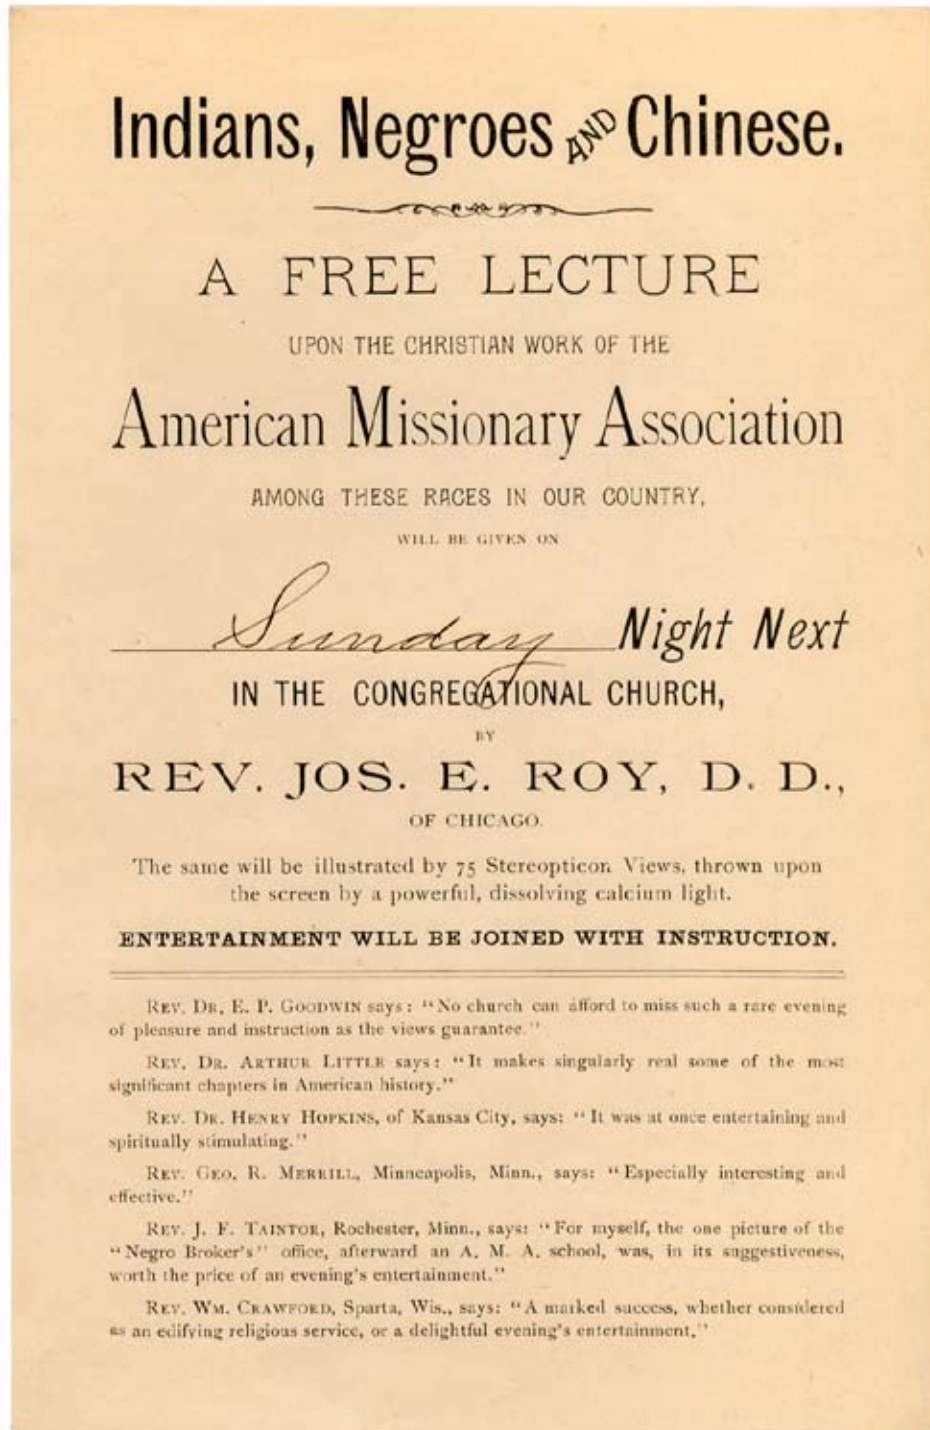 Indians, Negroes AND Chinese.
A FREE LECTURE
UPON THE CHRISTIAN WORK OF THE
American Missionary Association
AMONG THESE RACES IN OUR COUNTRY,
WILL BE GIVEN ON
Sunday Night Next
IN THE CONGREGATIONAL CHURCH,
BY
REV. JOS. E. ROY, D. D.,
OF CHICAGO.
The same will be illustrated by 75 Stereopticon Views, thrown upon
the screen by a powerful, dissolving calcium light.
ENTERTAINMENT WILL BE JOINED WITH INSTRUCTION.
REV. DR. E. P. GOODWIN says: "No church can afford to miss such a rare evening
of pleasure and instruction as the views guarantee."
REV. DR. ARTHUR LITTLE says: "It makes singularly real some of the most
significant chapters in American history."
REV. DR. HENRY HOPKINS, of Kansas City, says: "It was at once entertaining and
spiritually stimulating."
REV. GEO. R. MERRILL, Minneapolis, Minn., says: "Especially interesting and
effective."
REV. J. F. TAINTOR, Rochester, Minn., says: "For myself, the one picture of the
"Negro Broker's" office, afterward an A. M. A. school, was, in its suggestiveness,
worth the price of an evening's entertainment."
REV. WM. CRAWFORD, Sparta, Wis., says: "A marked success, whether considered
as an edifying religious service, or a delightful evening's entertainment."